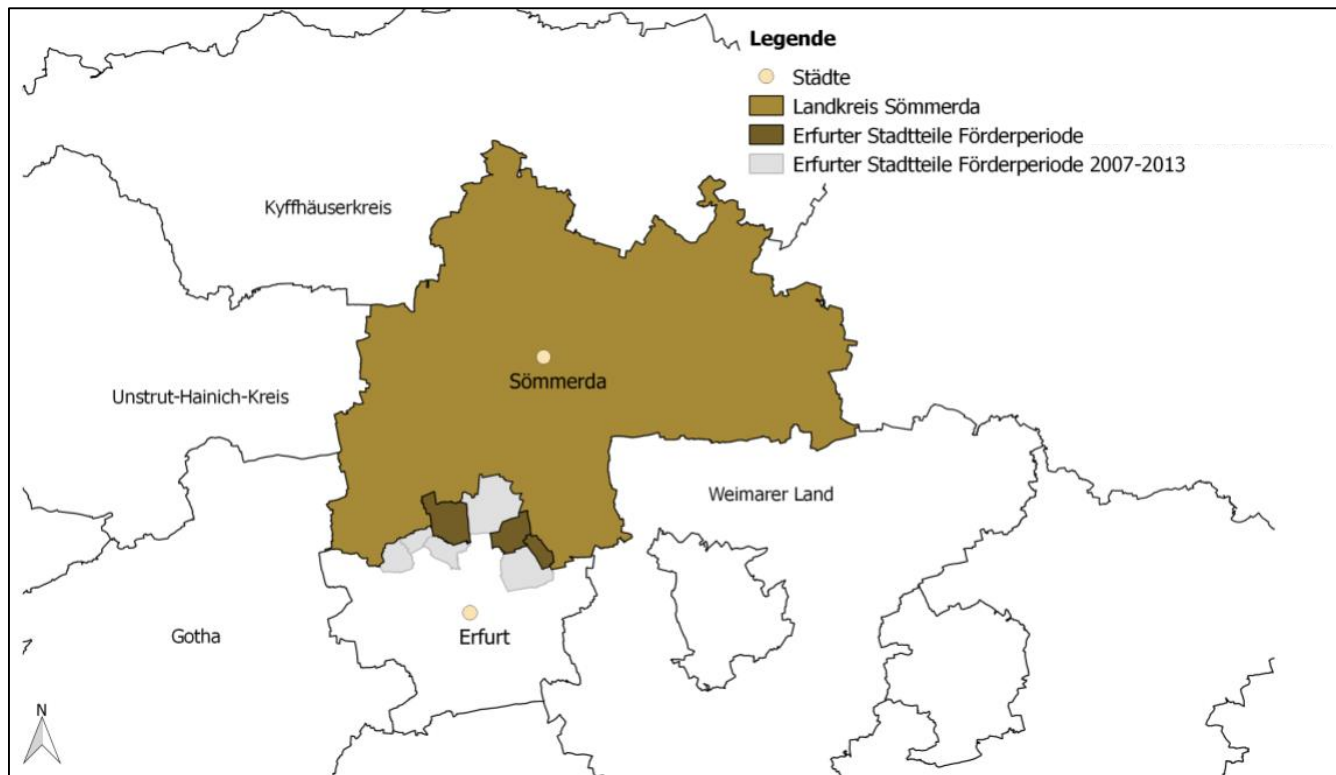 Legende
Städte
Landkreis Sömmerda
Erfurter Stadtteile Förderperiode
Erfurter Stadtteile Förderperiode 2007-2013
Kyffhäuserkreis
Sömmerda
Unstrut-Hainich-Kreis
Weimarer Land
Gotha
Erfurt
N